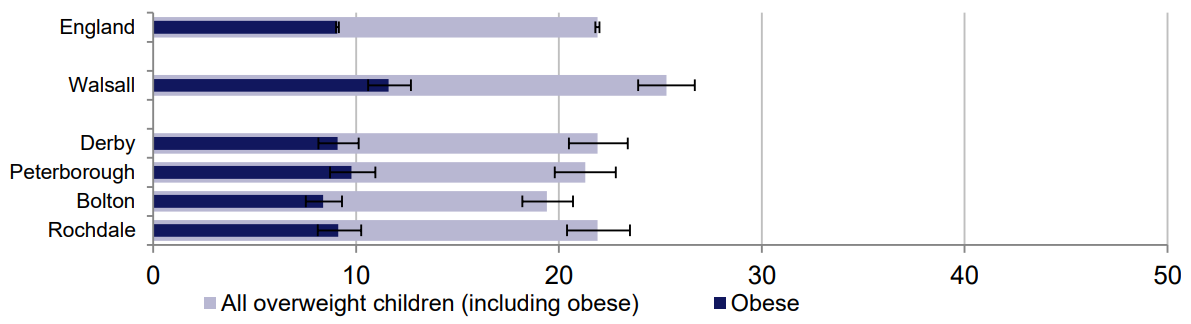 England
Walsall
Derby
Peterborough
Bolton
Rochdale
0 10 20 30 40 50
All overweight children (including obese) Obese